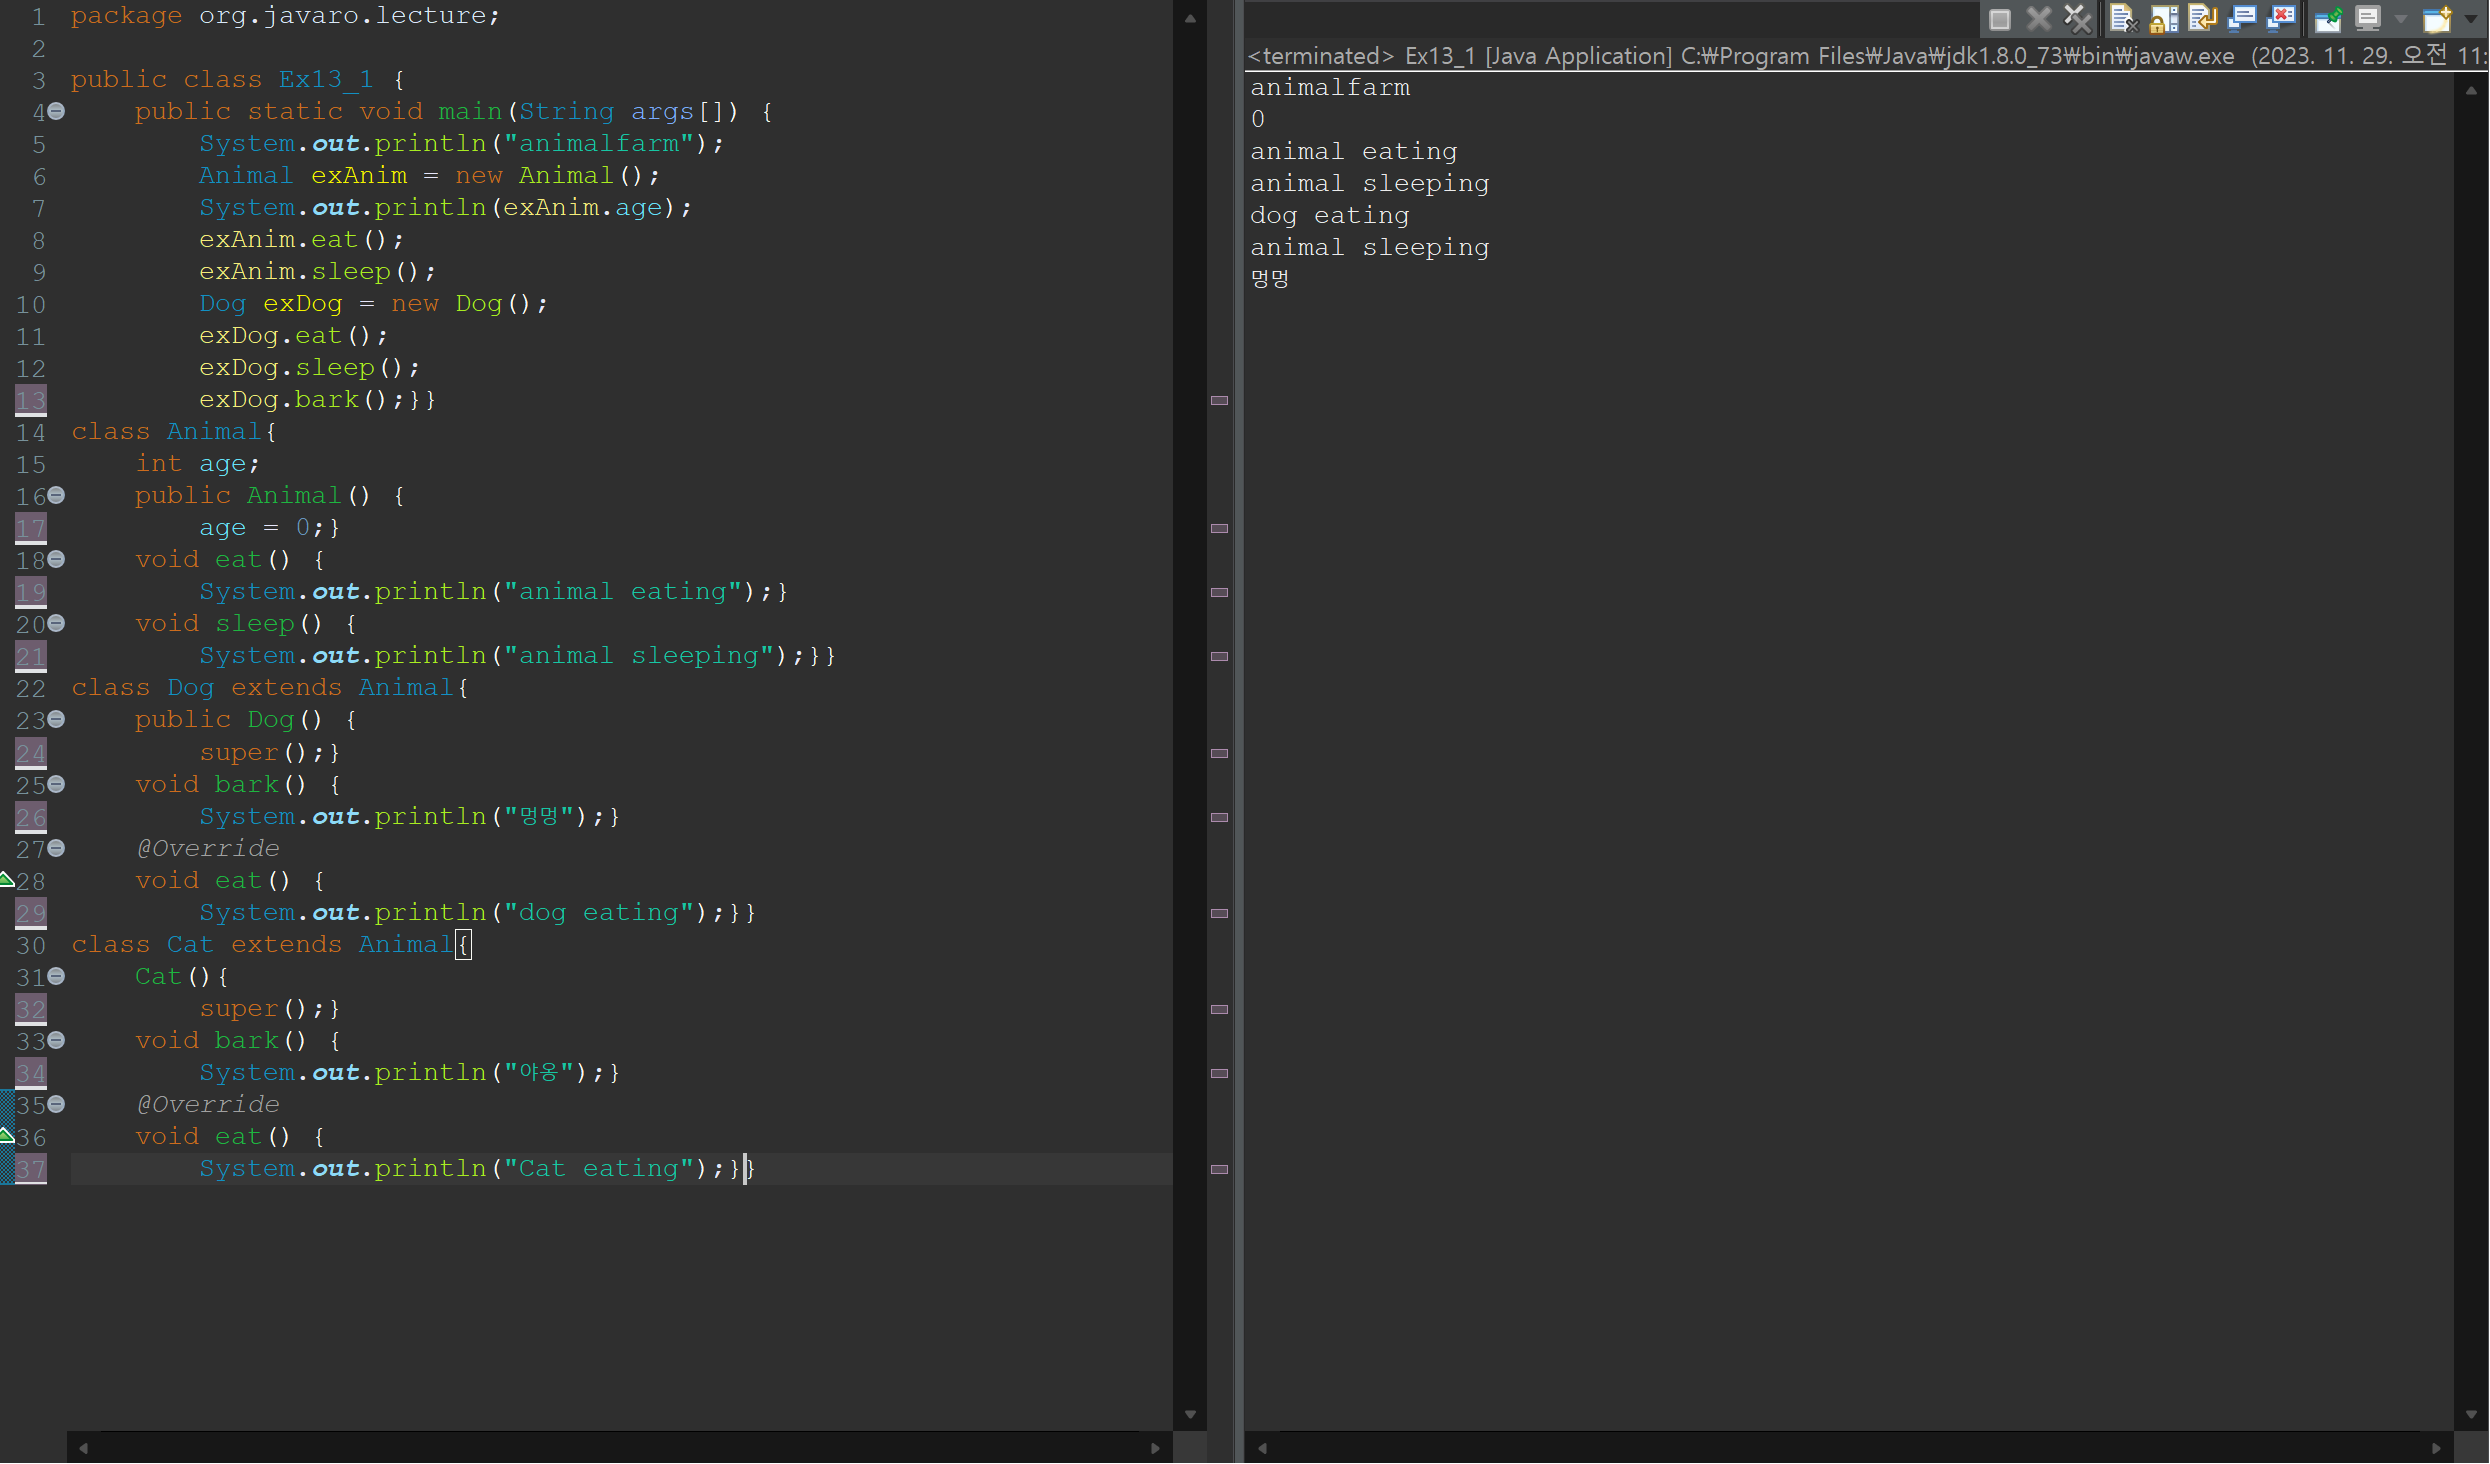 1 package org.javaro.lecture;
2
3 public class Ex13_1 {
4     public static void main(String args[]) {
5         System.out.println("animalfarm");
6         Animal exAnim = new Animal();
7         System.out.println(exAnim.age);
8         exAnim.eat();
9         exAnim.sleep();
10         Dog exDog = new Dog();
11         exDog.eat();
12         exDog.sleep();
13         exDog.bark();}}
14 class Animal{
15     int age;
16     public Animal() {
17         age = 0;}
18     void eat() {
19         System.out.println("animal eating");}
20     void sleep() {
21         System.out.println("animal sleeping");}}
22 class Dog extends Animal{
23     public Dog() {
24         super();}
25     void bark() {
26         System.out.println("멍멍");}
27     @Override
28     void eat() {
29         System.out.println("dog eating");}}
30 class Cat extends Animal{
31     Cat(){
32         super();}
33     void bark() {
34         System.out.println("야옹");}
35     @Override
36     void eat() {
37         System.out.println("Cat eating");}}
<terminated> Ex13_1 [Java Application] C:₩Program Files₩Java₩jdk1.8.0_73₩bin₩javaw.exe (2023. 11. 29. 오전 11:
animalfarm
0
animal eating
animal sleeping
dog eating
animal sleeping
멍멍